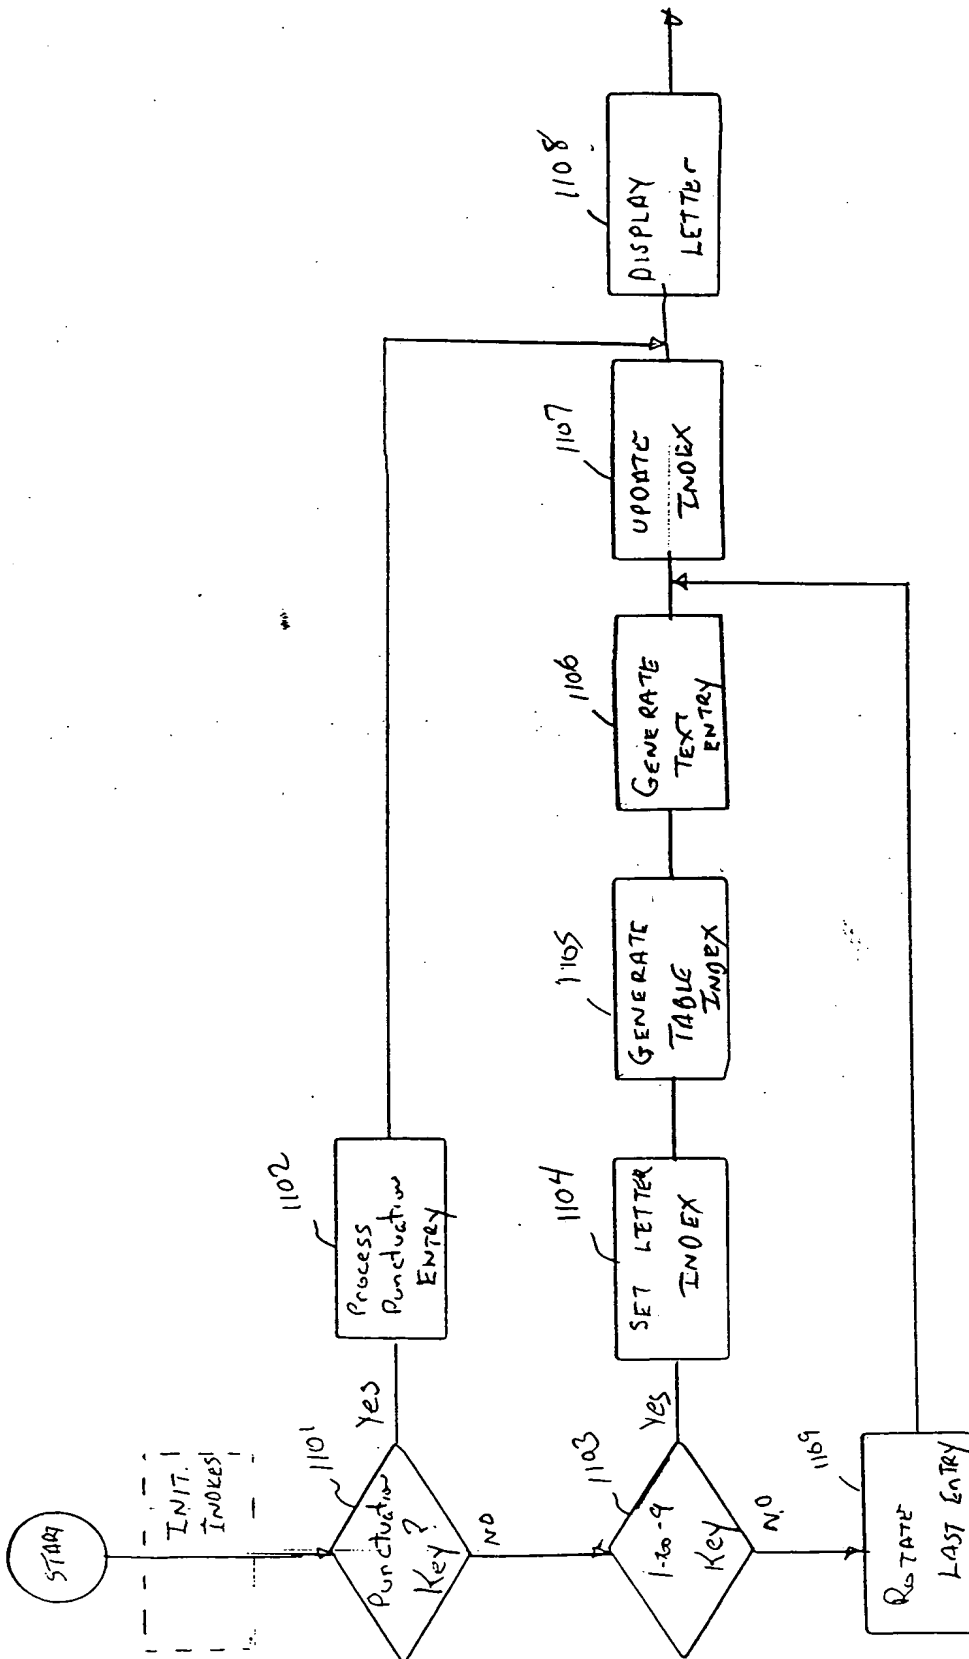 START
INIT.
INDXES
1101
Punctuation
Key?
Yes
NO
1102
Process
Punctuation
ENTRY
1103
1-to-9
Key
Yes
NO
1104
SET LETTER
INDEX
1105
GENERATE
TABLE
INDEX
1106
GENERATE
TEXT
ENTRY
1107
UPDATE
INDEX
1108
DISPLAY
LETTER
1109
ROTATE
LAST ENTRY